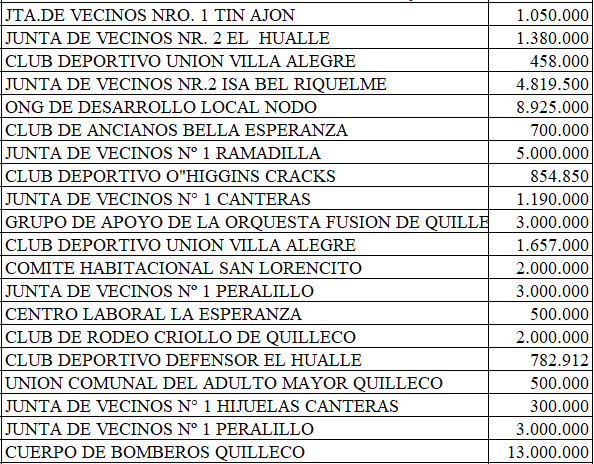 JTA.DE VECINOS NRO. 1 TIN AJON 1.050.000
JUNTA DE VECINOS NR. 2 EL HUALLE 1.380.000
CLUB DEPORTIVO UNION VILLA ALEGRE 458.000
JUNTA DE VECINOS NR.2 ISA BEL RIQUELME 4.819.500
ONG DE DESARROLLO LOCAL NODO 8.925.000
CLUB DE ANCIANOS BELLA ESPERANZA 700.000
JUNTA DE VECINOS Nº 1 RAMADILLA 5.000.000
CLUB DEPORTIVO O"HIGGINS CRACKS 854.850
JUNTA DE VECINOS N° 1 CANTERAS 1.190.000
GRUPO DE APOYO DE LA ORQUESTA FUSION DE QUILLE 3.000.000
CLUB DEPORTIVO UNION VILLA ALEGRE 1.657.000
COMITE HABITACIONAL SAN LORENCITO 2.000.000
JUNTA DE VECINOS Nº 1 PERALILLO 3.000.000
CENTRO LABORAL LA ESPERANZA 500.000
CLUB DE RODEO CRIOLLO DE QUILLECO 2.000.000
CLUB DEPORTIVO DEFENSOR EL HUALLE 782.912
UNION COMUNAL DEL ADULTO MAYOR QUILLECO 500.000
JUNTA DE VECINOS N° 1 HIJUELAS CANTERAS 300.000
JUNTA DE VECINOS Nº 1 PERALILLO 3.000.000
CUERPO DE BOMBEROS QUILLECO 13.000.000